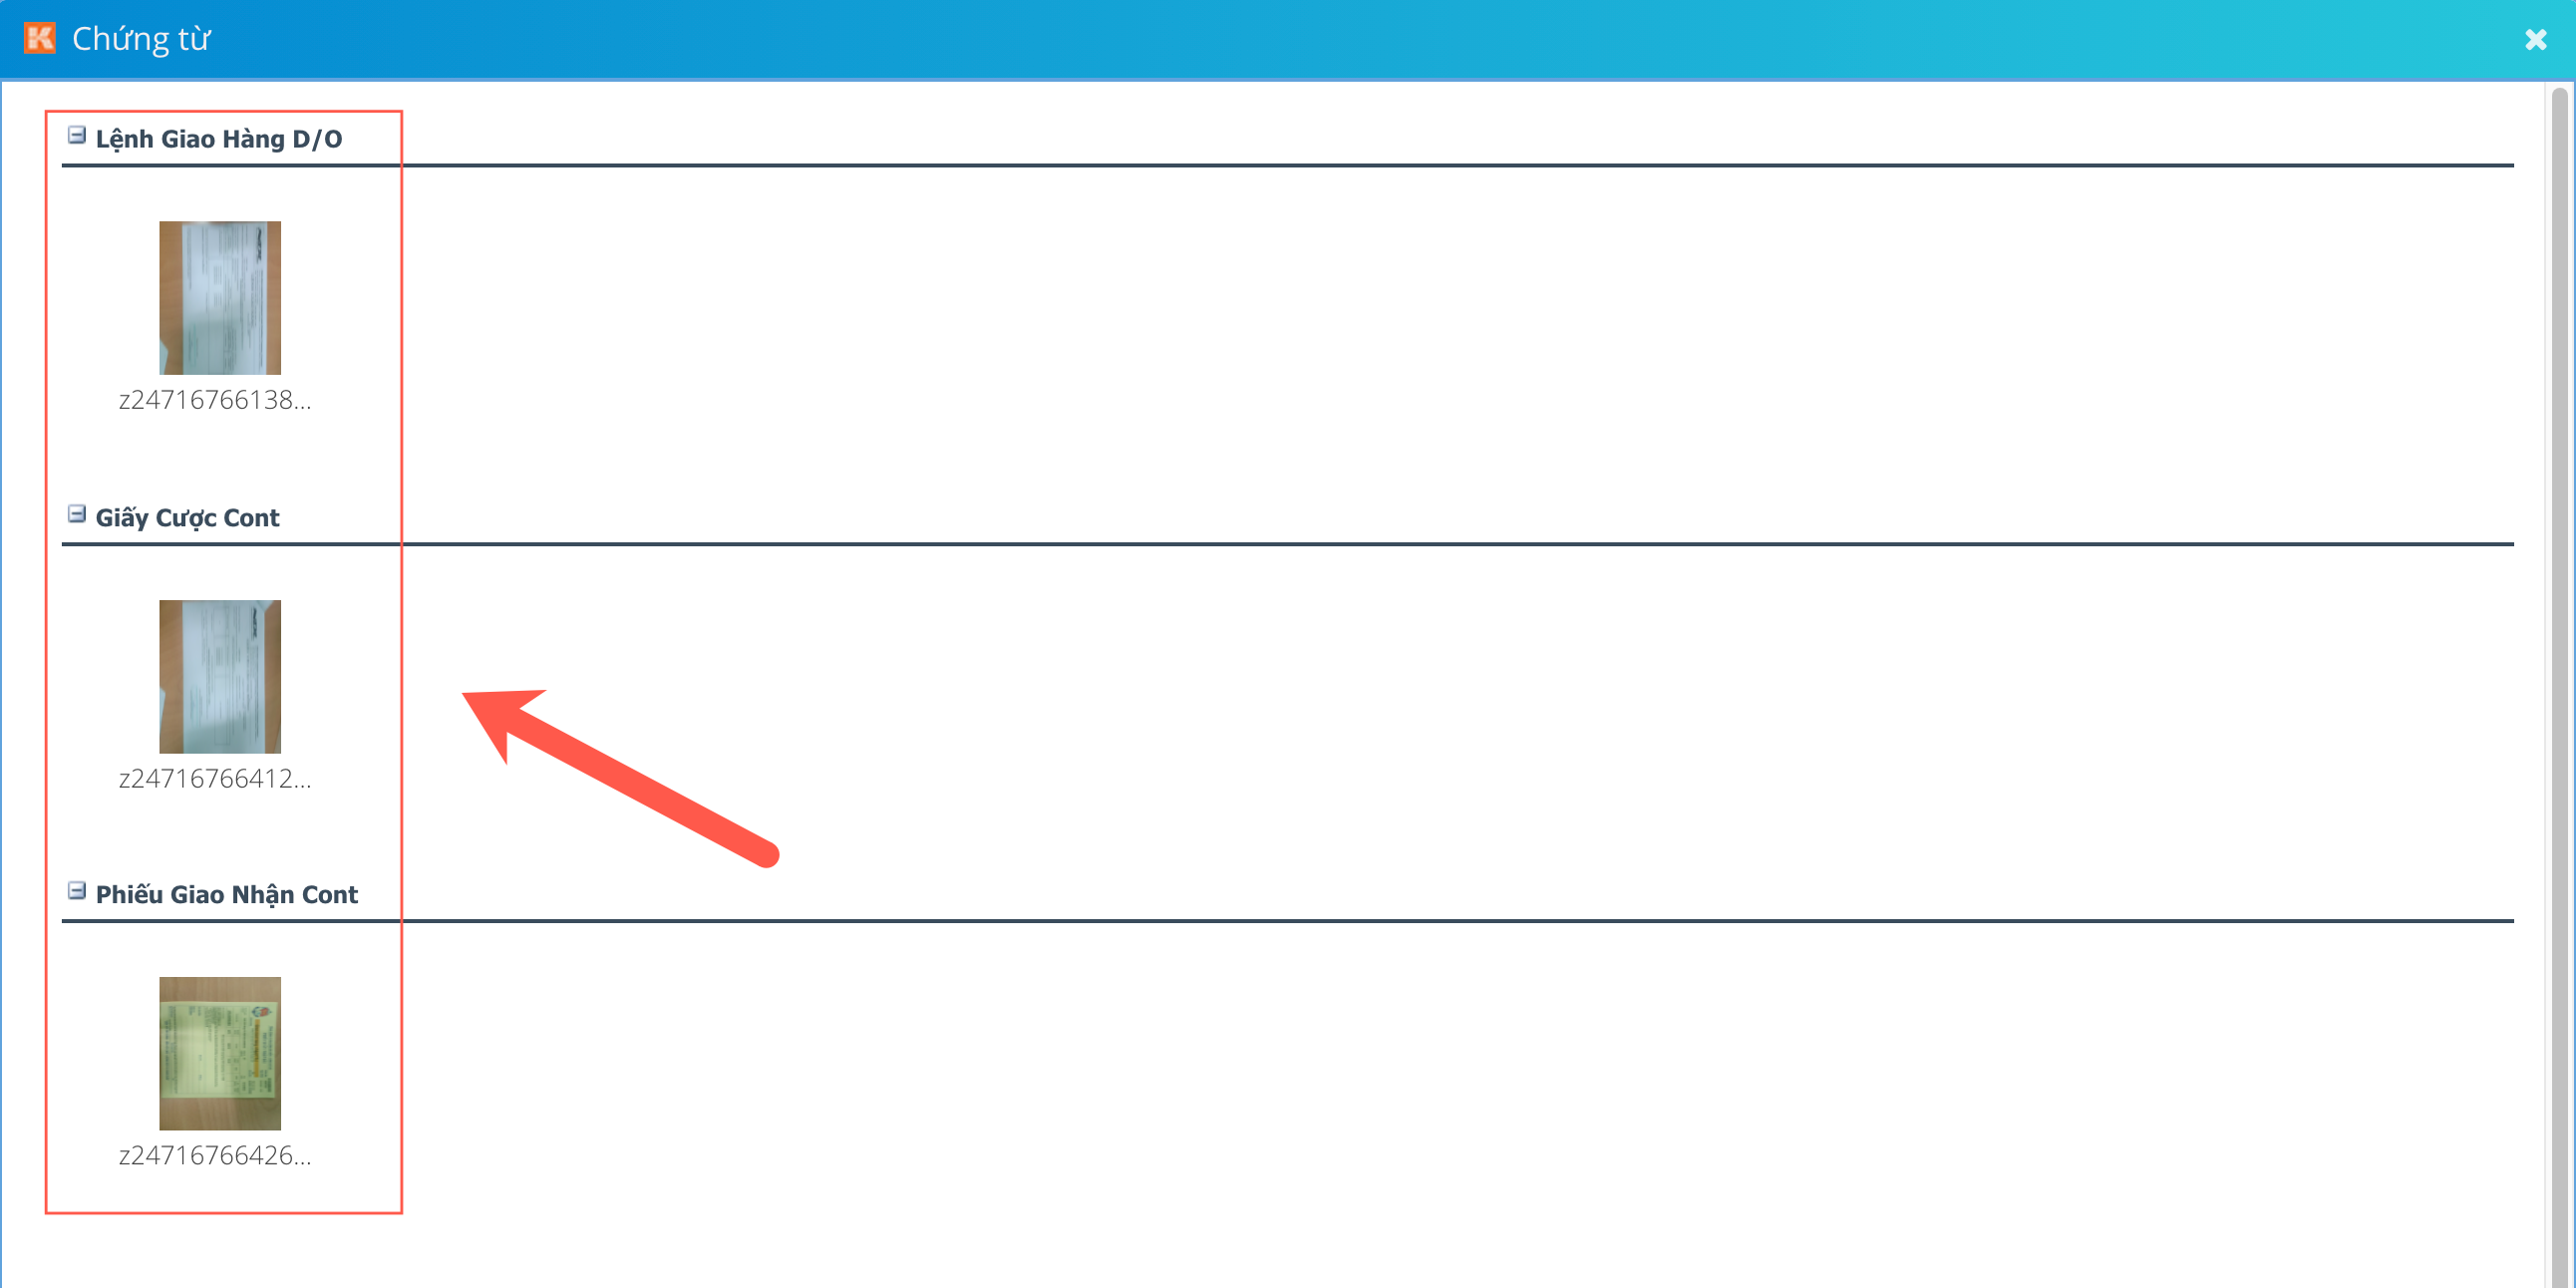 K Chứng từ
Lệnh Giao Hàng D/O
z24716766138...
Giấy Cược Cont
z24716766412...
Phiếu Giao Nhận Cont
z24716766426...